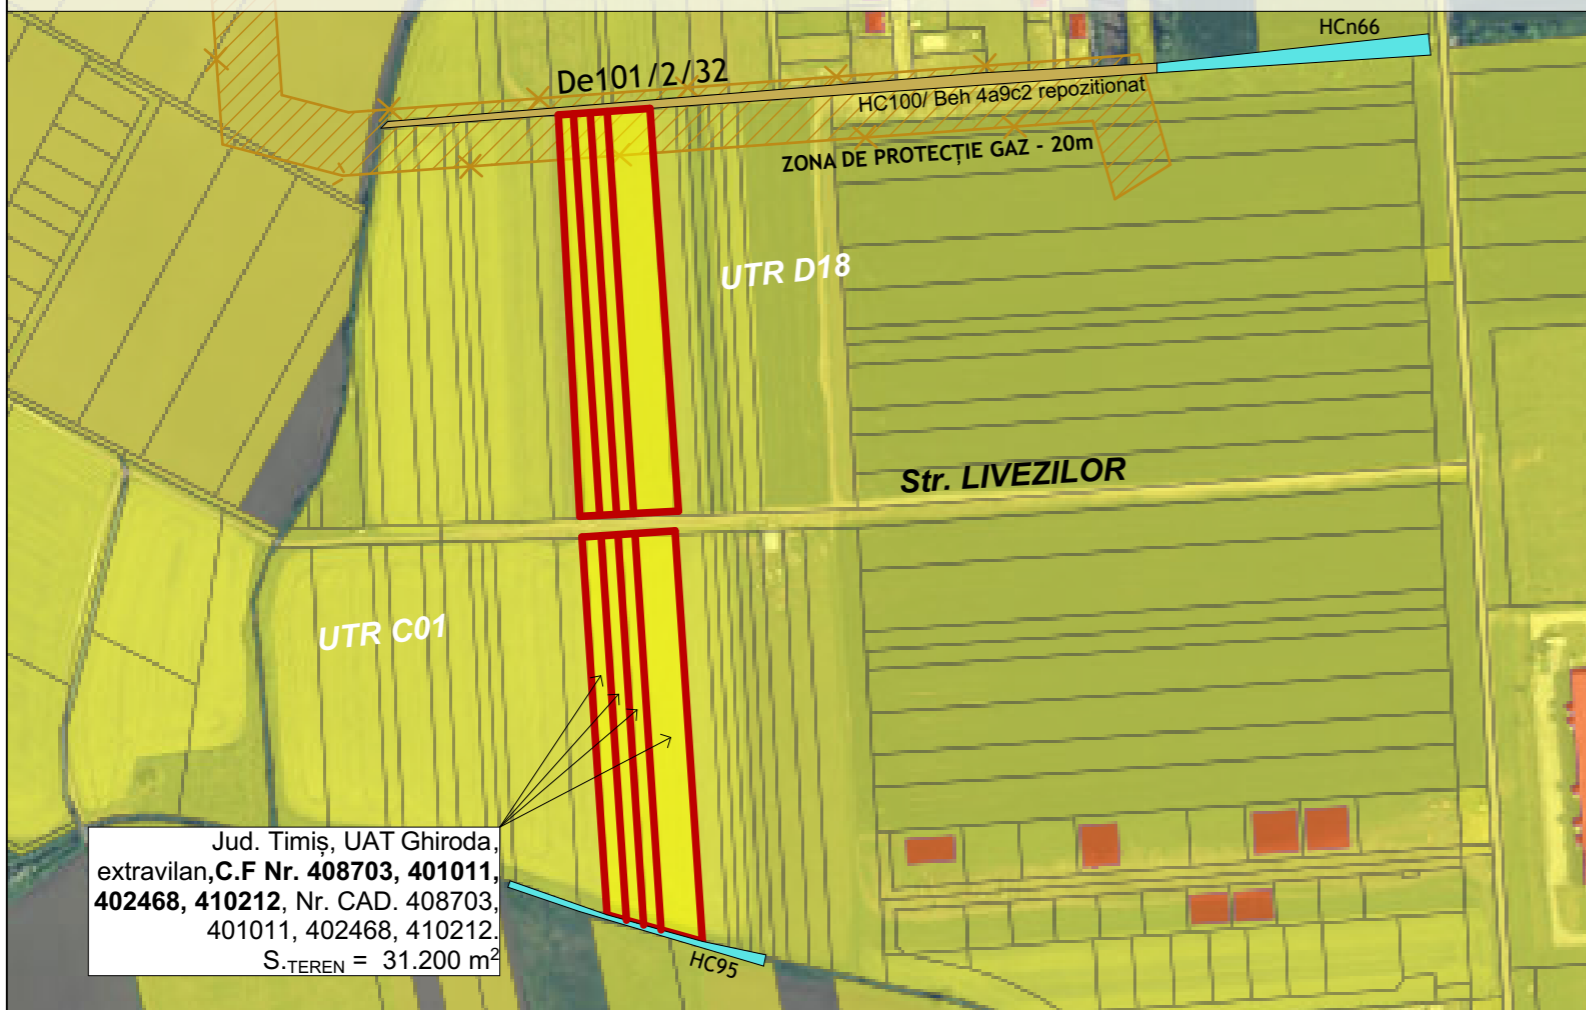 HCn66
De101/2/32
HC100/ Beh 4a9c2 repozitionat
ZONA DE PROTECȚIE GAZ - 20m
UTR D18
Str. LIVEZILOR
UTR C01
Jud. Timiș, UAT Ghiroda,
extravilan,C.F Nr. 408703, 401011,
402468, 410212, Nr. CAD. 408703,
401011, 402468, 410212.
S.TEREN = 31.200 m²
HC95